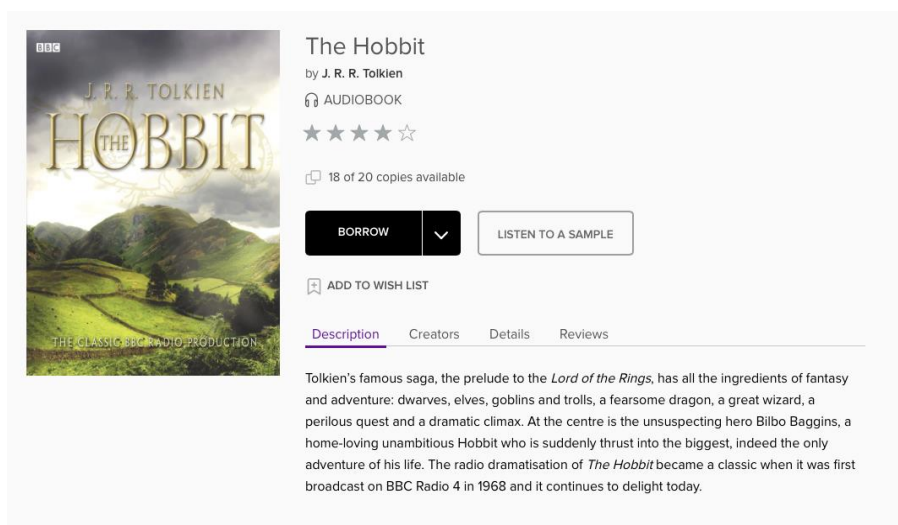 BBC
J. R. R. TOLKIEN
THE HOBBIT
THE CLASSIC BBC RADIO PRODUCTION
The Hobbit
by J. R. R. Tolkien
AUDIOBOOK
18 of 20 copies available
BORROW
LISTEN TO A SAMPLE
ADD TO WISH LIST
Description Creators Details Reviews
Tolkien's famous saga, the prelude to the Lord of the Rings, has all the ingredients of fantasy
and adventure: dwarves, elves, goblins and trolls, a fearsome dragon, a great wizard, a
perilous quest and a dramatic climax. At the centre is the unsuspecting hero Bilbo Baggins, a
home-loving unambitious Hobbit who is suddenly thrust into the biggest, indeed the only
adventure of his life. The radio dramatisation of The Hobbit became a classic when it was first
broadcast on BBC Radio 4 in 1968 and it continues to delight today.